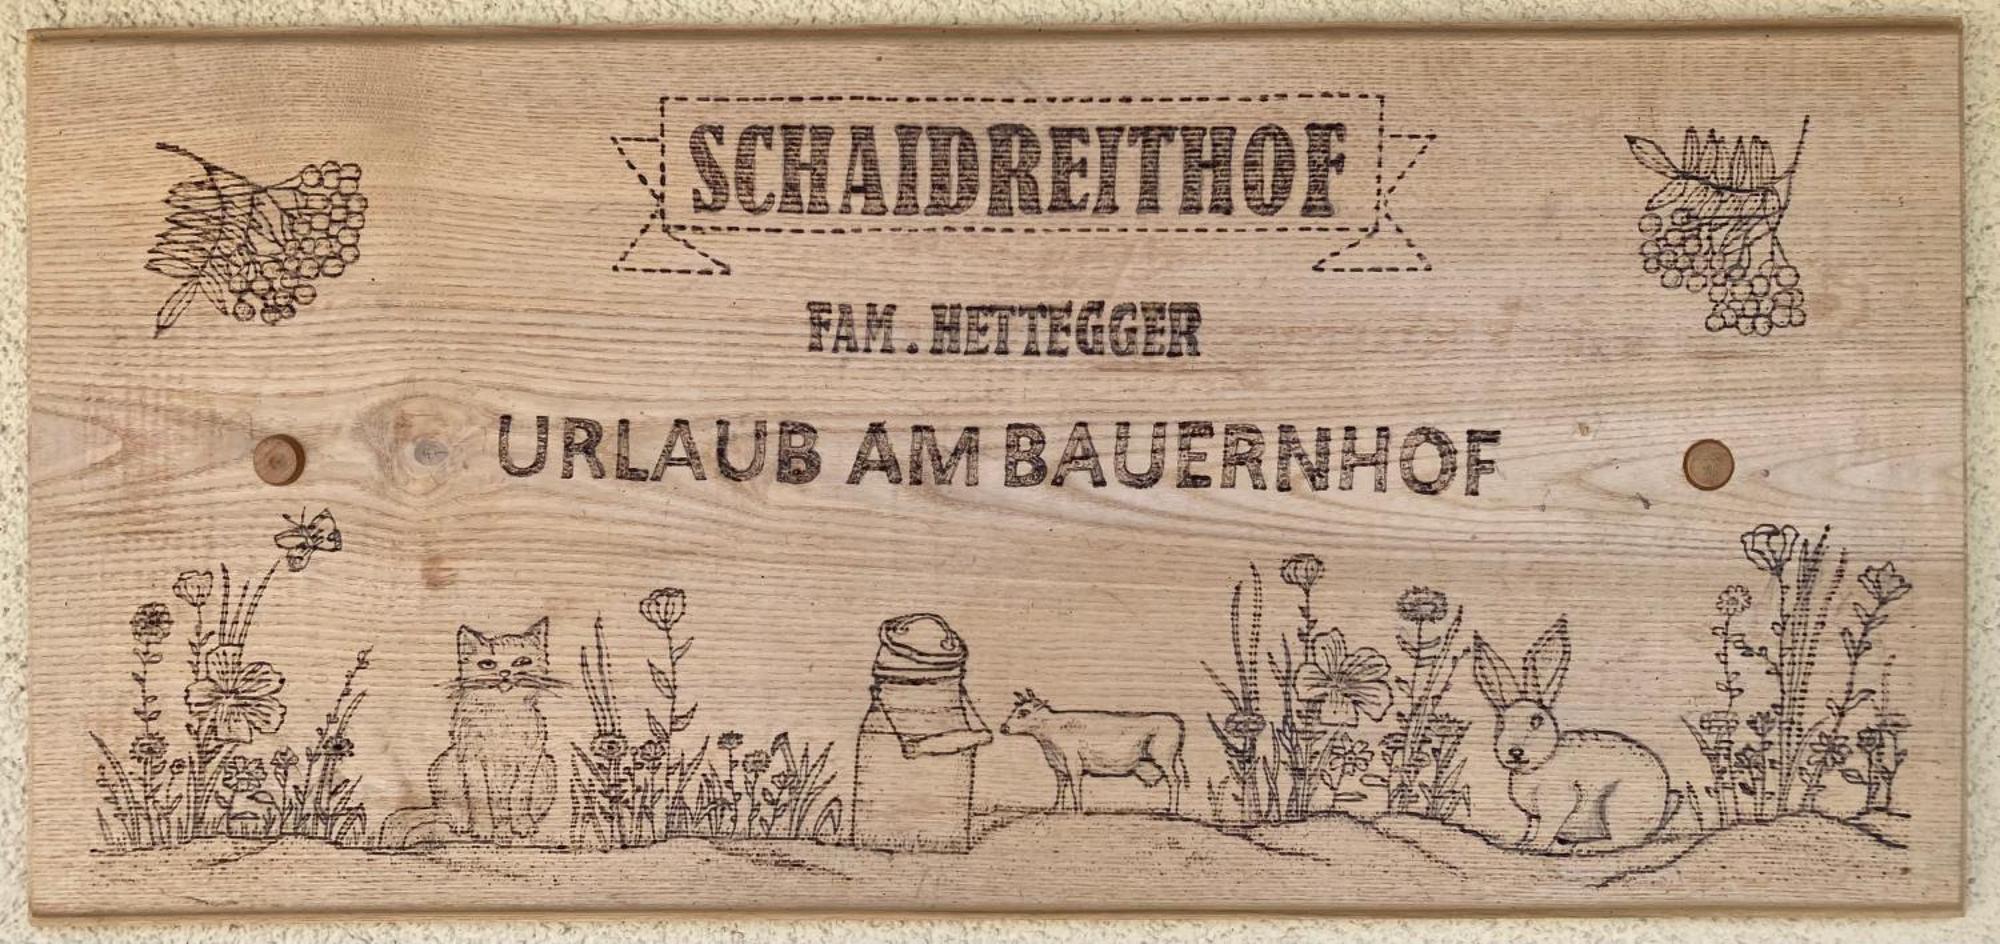 SCHAIDREITHOF
FAM. HETTEGGER
URLAUB AM BAUERNHOF